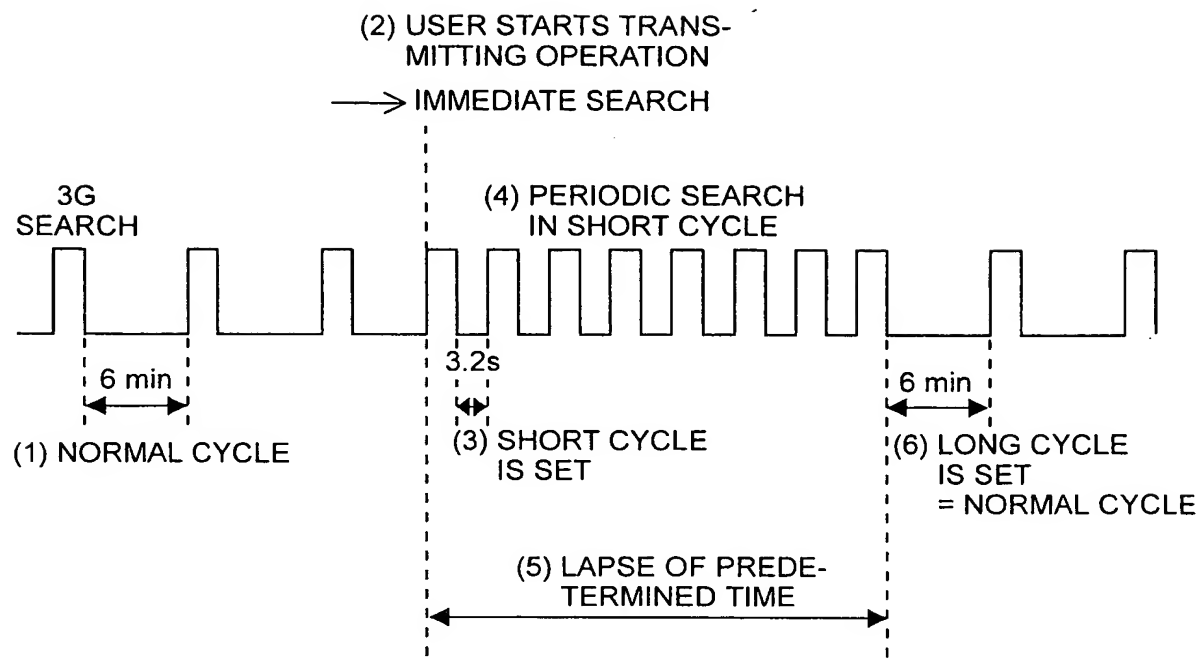 (2) USER STARTS TRANS-
MITTING OPERATION
IMMEDIATE SEARCH
3G
SEARCH
(4) PERIODIC SEARCH
IN SHORT CYCLE
6 min
3.2s
6 min
(1) NORMAL CYCLE
(3) SHORT CYCLE
IS SET
(6) LONG CYCLE
IS SET
= NORMAL CYCLE
(5) LAPSE OF PREDE-
TERMINED TIME